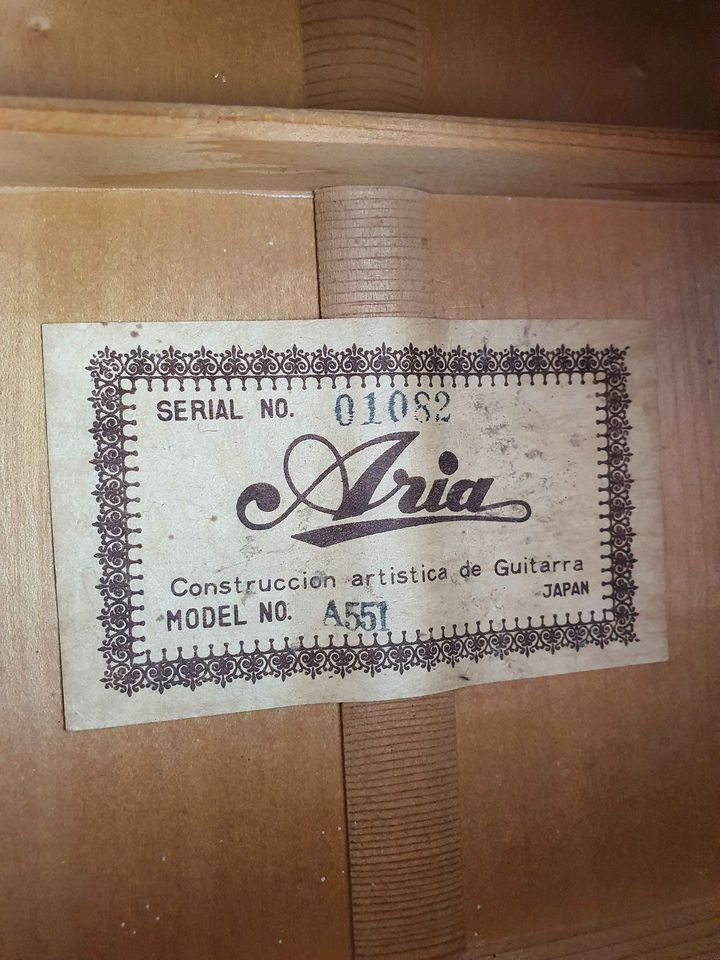 SERIAL NO. 01082
Aria
Construccion artistica de Guitarra
JAPAN
MODEL NO. A551